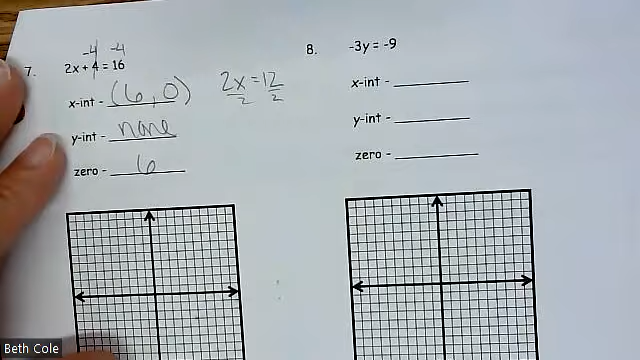 -4 -4
7. 2x + 4 = 16
x-int - (6, 0)
2x = 12
2 2
y-int - none
zero - 6
8. -3y = -9
x-int -
y-int -
zero -
Beth Cole